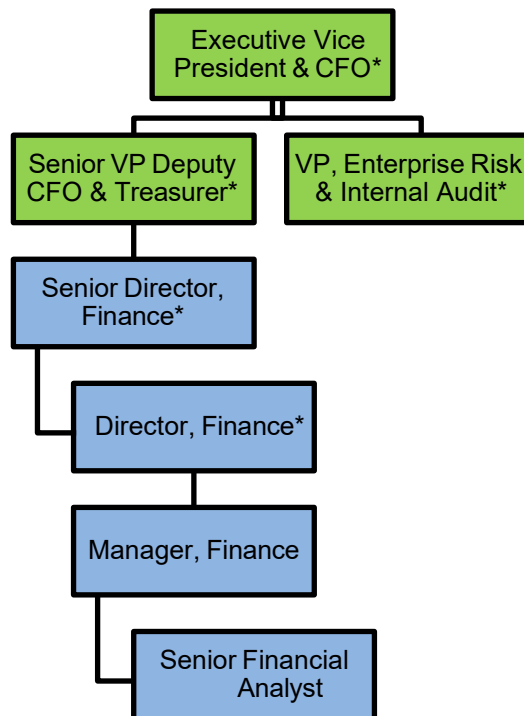 Executive Vice
President & CFO*
Senior VP Deputy
CFO & Treasurer*
VP, Enterprise Risk
& Internal Audit*
Senior Director,
Finance*
Director, Finance*
Manager, Finance
Senior Financial
Analyst